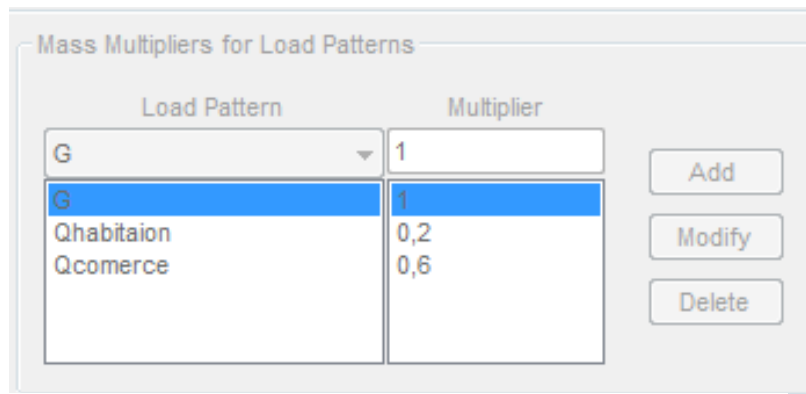 Mass Multipliers for Load Patterns
Load Pattern Multiplier
G 1
Add
G 1
Qhabitaion 0,2
Modify
Qcomerce 0,6
Delete